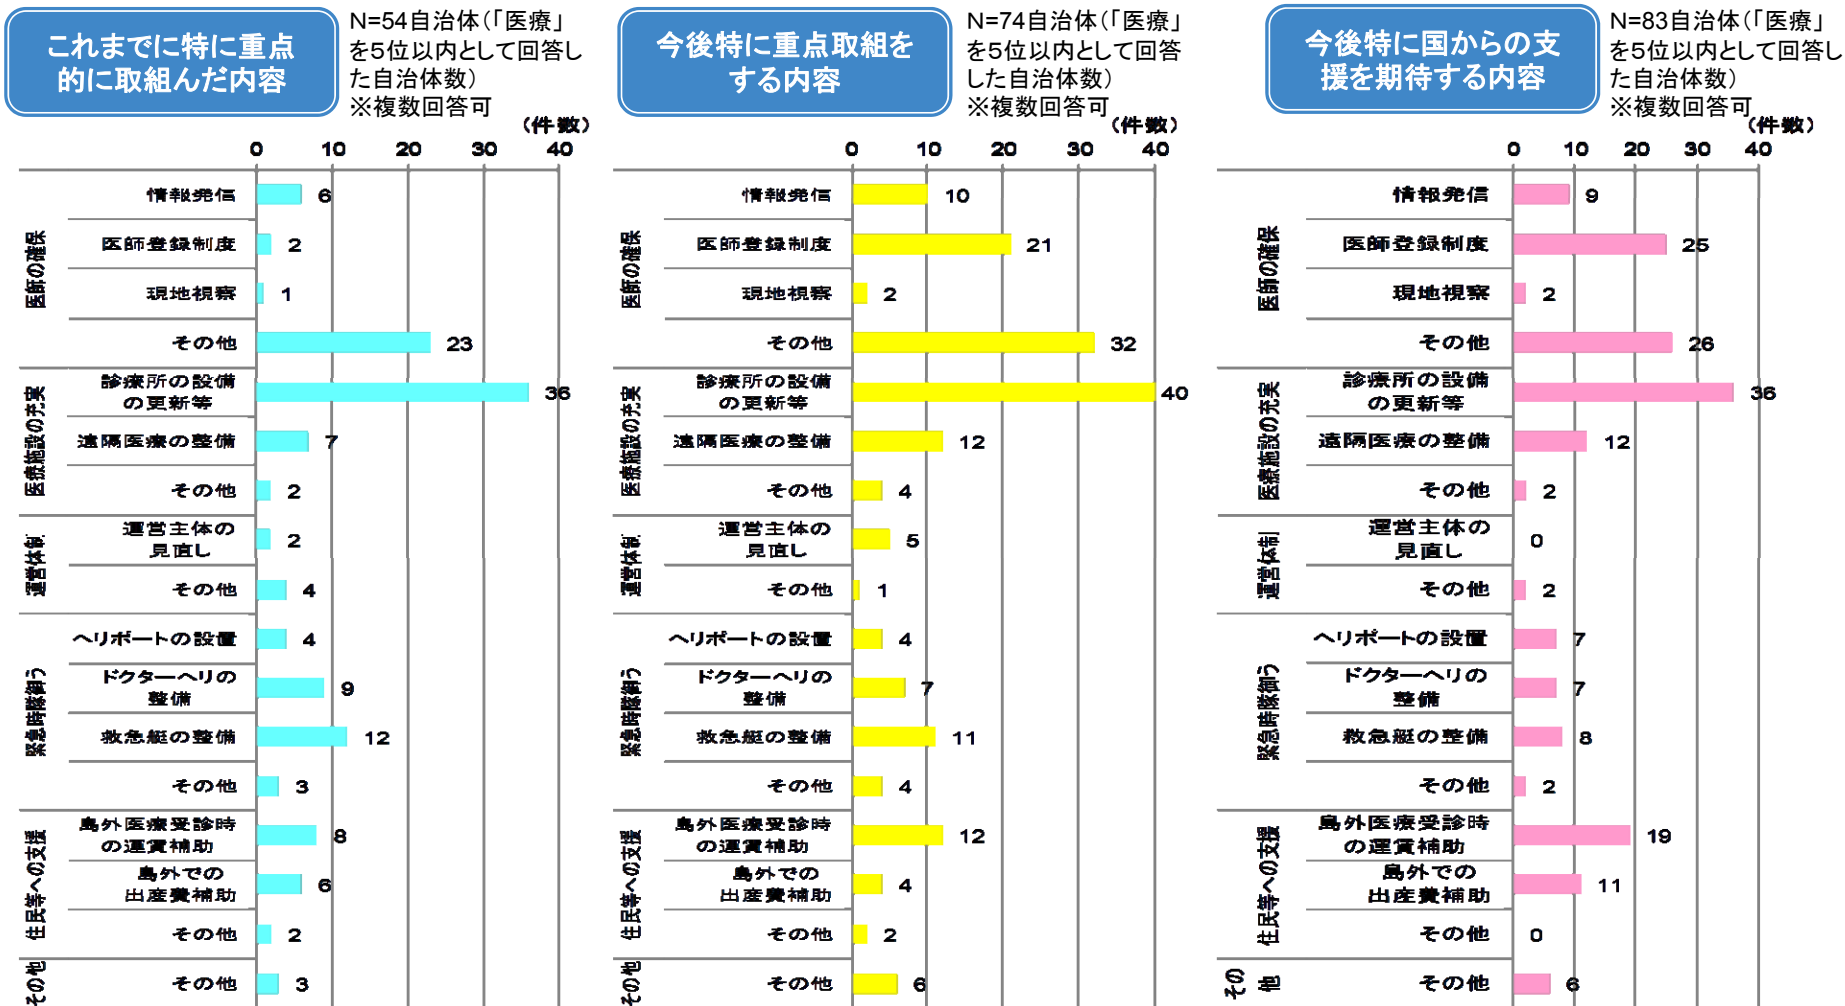 これまでに特に重点
的に取組んだ内容
N=54自治体(「医療」
を5位以内として回答し
た自治体数)
※複数回答可
(件数)
0 10 20 30 40
医師の確保
情報発信 6
医師登録制度 2
現地視察 1
その他 23
医療施設の充実
診療所の設備
の更新等 36
遠隔医療の整備 7
その他 2
運営体制
運営主体の
見直し 2
その他 4
緊急時隊御う
ヘリポートの設置 4
ドクターヘリの
整備 9
救急艇の整備 12
その他 3
住民等への支援
島外医療受診時
の運賃補助 8
島外での
出産費補助 6
その他 2
その他
その他 3
今後特に重点取組を
する内容
N=74自治体(「医療」
を5位以内として回答
した自治体数)
※複数回答可
(件数)
0 10 20 30 40
医師の確保
情報発信 10
医師登録制度 21
現地視察 2
その他 32
医療施設の充実
診療所の設備
の更新等 40
遠隔医療の整備 12
その他 4
運営体制
運営主体の
見直し 5
その他 1
緊急時隊御う
ヘリポートの設置 4
ドクターヘリの
整備 7
救急艇の整備 11
その他 4
住民等への支援
島外医療受診時
の運賃補助 12
島外での
出産費補助 4
その他 2
その他
その他 6
今後特に国からの支
援を期待する内容
N=83自治体(「医療」
を5位以内として回答し
た自治体数)
※複数回答可
(件数)
0 10 20 30 40
医師の確保
情報発信 9
医師登録制度 25
現地視察 2
その他 26
医療施設の充実
診療所の設備
の更新等 36
遠隔医療の整備 12
その他 2
運営体制
運営主体の
見直し 0
その他 2
緊急時隊御う
ヘリポートの設置 7
ドクターヘリの
整備 7
救急艇の整備 8
その他 2
住民等への支援
島外医療受診時
の運賃補助 19
島外での
出産費補助 11
その他 0
その
他
その他 6